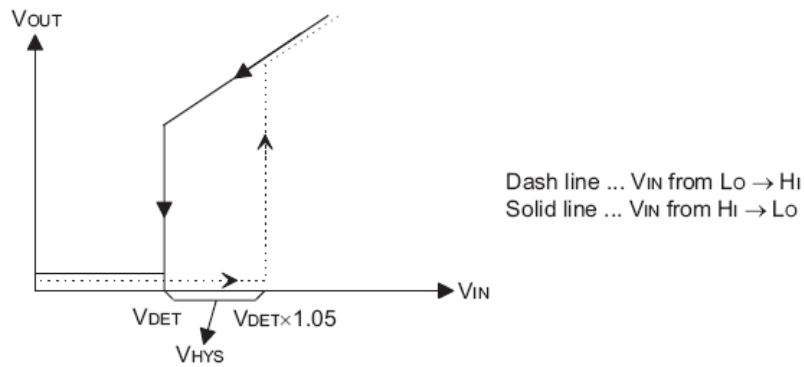 VOUT
Dash line ... VIN from LO → HI
Solid line ... VIN from HI → LO
VIN
VDET
VDET×1.05
VHYS